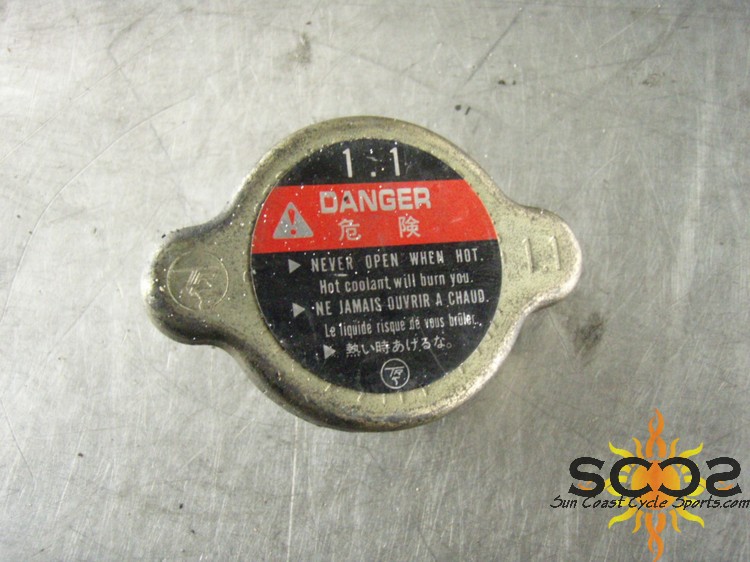 1.1
DANGER
危険
NEVER OPEN WHEN HOT.
Hot coolant will burn you.
NE JAMAIS OUVRIR A CHAUD.
Le liquide risque de vous brûler.
熱い時あけるな。
SCCS
Sun Coast Cycle Sports.com